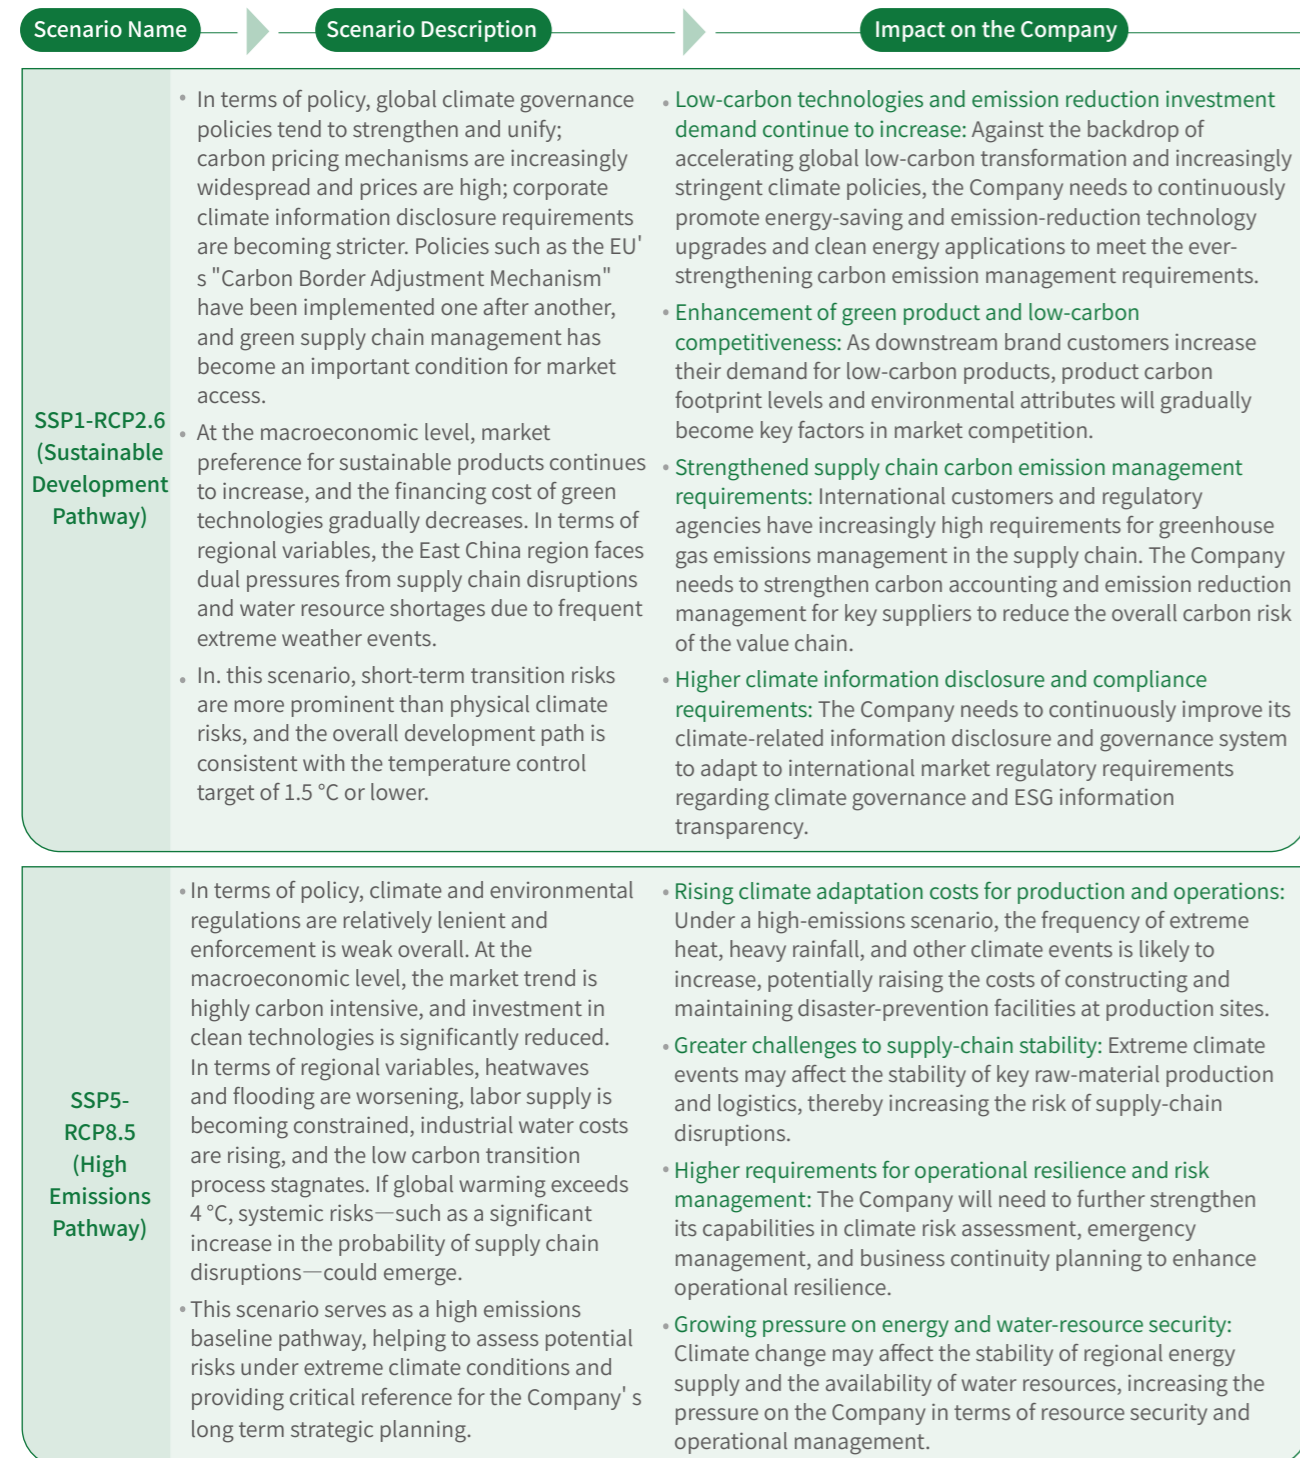 Scenario Name
Scenario Description
Impact on the Company
SSP1-RCP2.6
(Sustainable
Development
Pathway)
• In terms of policy, global climate governance
policies tend to strengthen and unify;
carbon pricing mechanisms are increasingly
widespread and prices are high; corporate
climate information disclosure requirements
are becoming stricter. Policies such as the EU'
s "Carbon Border Adjustment Mechanism"
have been implemented one after another,
and green supply chain management has
become an important condition for market
access.
• At the macroeconomic level, market
preference for sustainable products continues
to increase, and the financing cost of green
technologies gradually decreases. In terms of
regional variables, the East China region faces
dual pressures from supply chain disruptions
and water resource shortages due to frequent
extreme weather events.
• In. this scenario, short-term transition risks
are more prominent than physical climate
risks, and the overall development path is
consistent with the temperature control
target of 1.5 °C or lower.
• Low-carbon technologies and emission reduction investment
demand continue to increase: Against the backdrop of
accelerating global low-carbon transformation and increasingly
stringent climate policies, the Company needs to continuously
promote energy-saving and emission-reduction technology
upgrades and clean energy applications to meet the ever-
strengthening carbon emission management requirements.
• Enhancement of green product and low-carbon
competitiveness: As downstream brand customers increase
their demand for low-carbon products, product carbon
footprint levels and environmental attributes will gradually
become key factors in market competition.
• Strengthened supply chain carbon emission management
requirements: International customers and regulatory
agencies have increasingly high requirements for greenhouse
gas emissions management in the supply chain. The Company
needs to strengthen carbon accounting and emission reduction
management for key suppliers to reduce the overall carbon risk
of the value chain.
• Higher climate information disclosure and compliance
requirements: The Company needs to continuously improve its
climate-related information disclosure and governance system
to adapt to international market regulatory requirements
regarding climate governance and ESG information
transparency.
SSP5-
RCP8.5
(High
Emissions
Pathway)
• In terms of policy, climate and environmental
regulations are relatively lenient and
enforcement is weak overall. At the
macroeconomic level, the market trend is
highly carbon intensive, and investment in
clean technologies is significantly reduced.
In terms of regional variables, heatwaves
and flooding are worsening, labor supply is
becoming constrained, industrial water costs
are rising, and the low carbon transition
process stagnates. If global warming exceeds
4 °C, systemic risks—such as a significant
increase in the probability of supply chain
disruptions—could emerge.
• This scenario serves as a high emissions
baseline pathway, helping to assess potential
risks under extreme climate conditions and
providing critical reference for the Company' s
long term strategic planning.
• Rising climate adaptation costs for production and operations:
Under a high-emissions scenario, the frequency of extreme
heat, heavy rainfall, and other climate events is likely to
increase, potentially raising the costs of constructing and
maintaining disaster-prevention facilities at production sites.
• Greater challenges to supply-chain stability: Extreme climate
events may affect the stability of key raw-material production
and logistics, thereby increasing the risk of supply-chain
disruptions.
• Higher requirements for operational resilience and risk
management: The Company will need to further strengthen
its capabilities in climate risk assessment, emergency
management, and business continuity planning to enhance
operational resilience.
• Growing pressure on energy and water-resource security:
Climate change may affect the stability of regional energy
supply and the availability of water resources, increasing the
pressure on the Company in terms of resource security and
operational management.